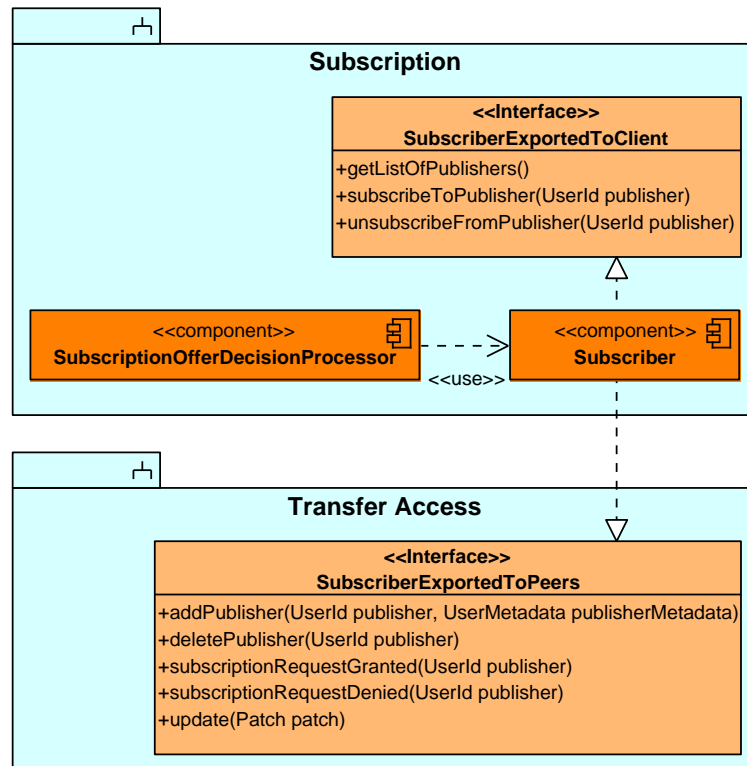 Subscription
<<Interface>>
SubscriberExportedToClient
+getListOfPublishers()
+subscribeToPublisher(UserId publisher)
+unsubscribeFromPublisher(UserId publisher)
<<component>>
SubscriptionOfferDecisionProcessor
<<use>>
<<component>>
Subscriber
Transfer Access
<<Interface>>
SubscriberExportedToPeers
+addPublisher(UserId publisher, UserMetadata publisherMetadata)
+deletePublisher(UserId publisher)
+subscriptionRequestGranted(UserId publisher)
+subscriptionRequestDenied(UserId publisher)
+update(Patch patch)